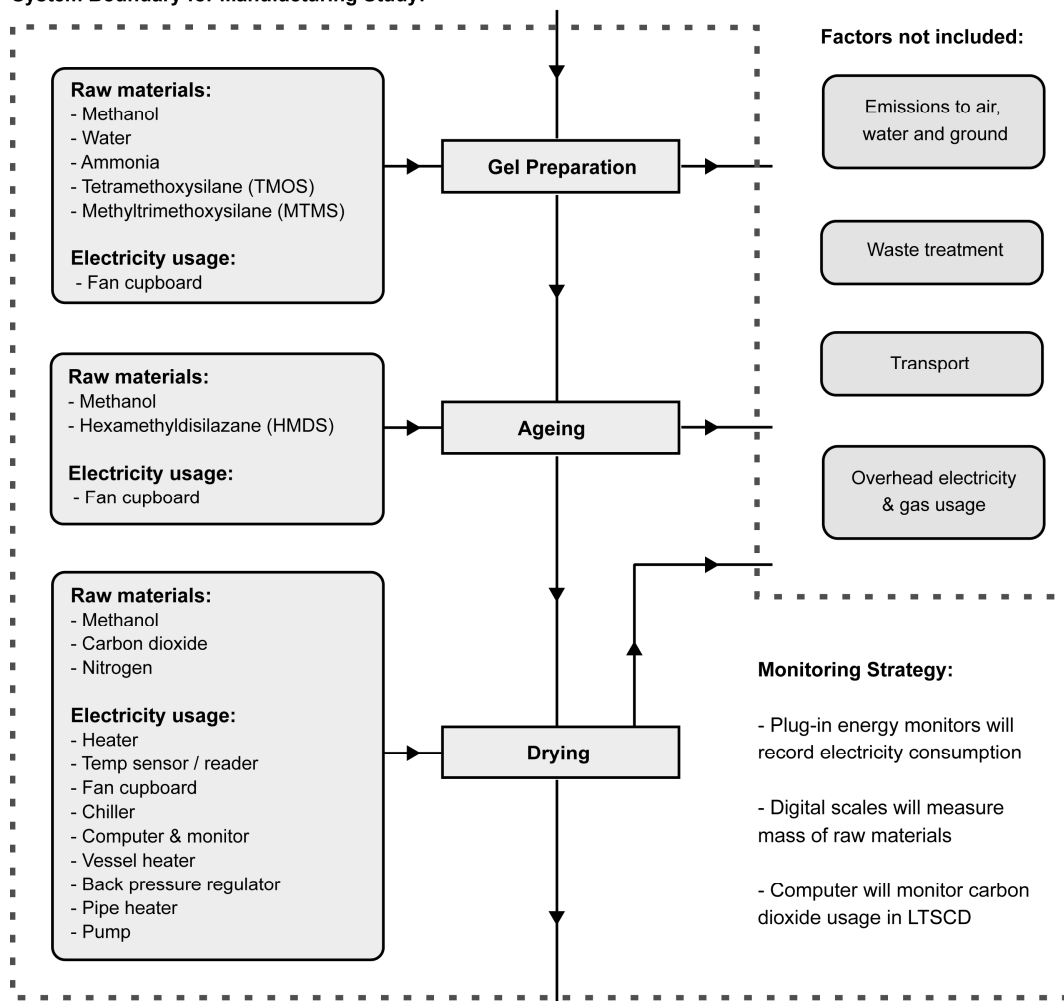 System Boundary for Manufacturing Study:
Raw materials:
- Methanol
- Water
- Ammonia
- Tetramethoxysilane (TMOS)
- Methyltrimethoxysilane (MTMS)
Electricity usage:
- Fan cupboard
Gel Preparation
Raw materials:
- Methanol
- Hexamethyldisilazane (HMDS)
Electricity usage:
- Fan cupboard
Ageing
Raw materials:
- Methanol
- Carbon dioxide
- Nitrogen
Electricity usage:
- Heater
- Temp sensor / reader
- Fan cupboard
- Chiller
- Computer & monitor
- Vessel heater
- Back pressure regulator
- Pipe heater
- Pump
Drying
Factors not included:
Emissions to air,
water and ground
Waste treatment
Transport
Overhead electricity
& gas usage
Monitoring Strategy:
- Plug-in energy monitors will
record electricity consumption
- Digital scales will measure
mass of raw materials
- Computer will monitor carbon
dioxide usage in LTSCD